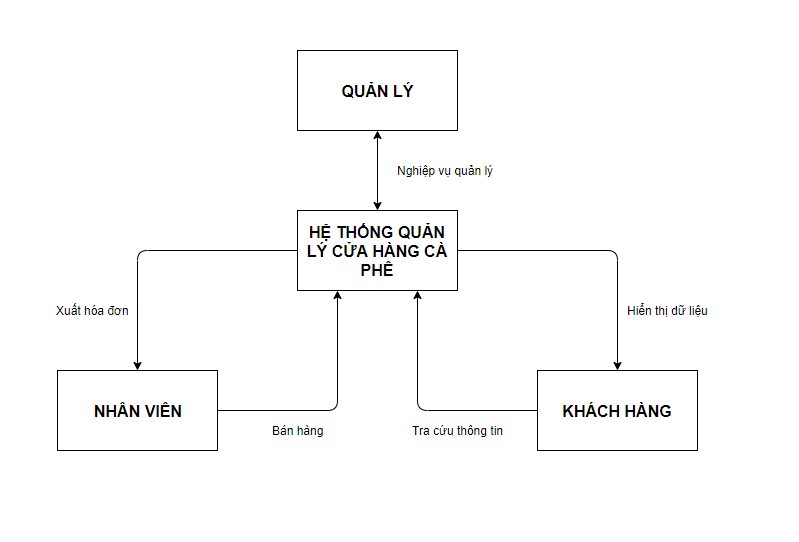 QUẢN LÝ
Nghiệp vụ quản lý
HỆ THỐNG QUẢN
LÝ CỬA HÀNG CÀ
PHÊ
Xuất hóa đơn
Hiển thị dữ liệu
NHÂN VIÊN
KHÁCH HÀNG
Bán hàng
Tra cứu thông tin